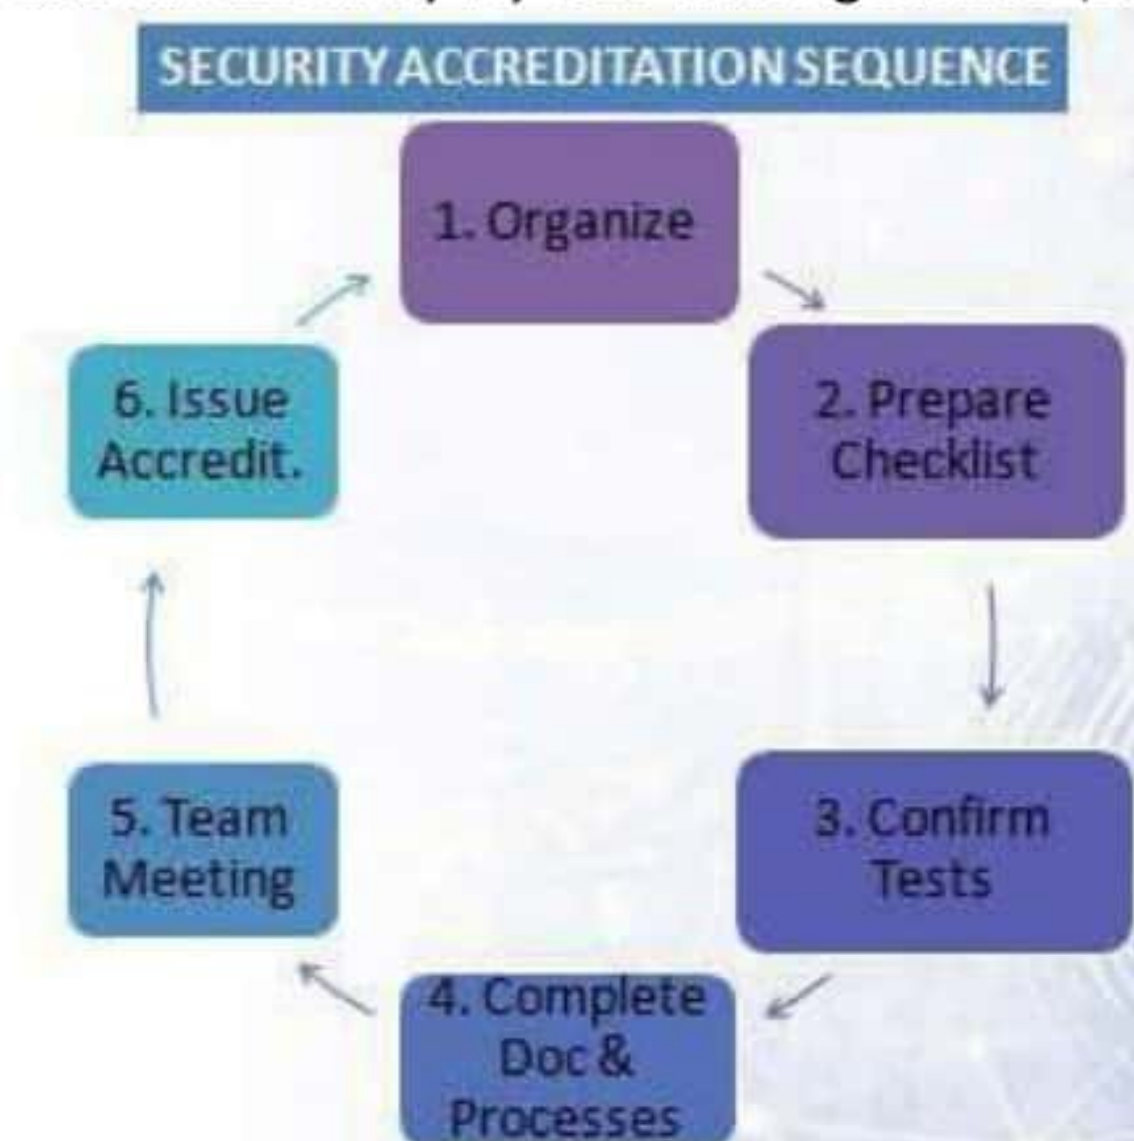 SECURITY ACCREDITATION SEQUENCE
1. Organize
2. Prepare
Checklist
3. Confirm
Tests
4. Complete
Doc &
Processes
5. Team
Meeting
6. Issue
Accredit.